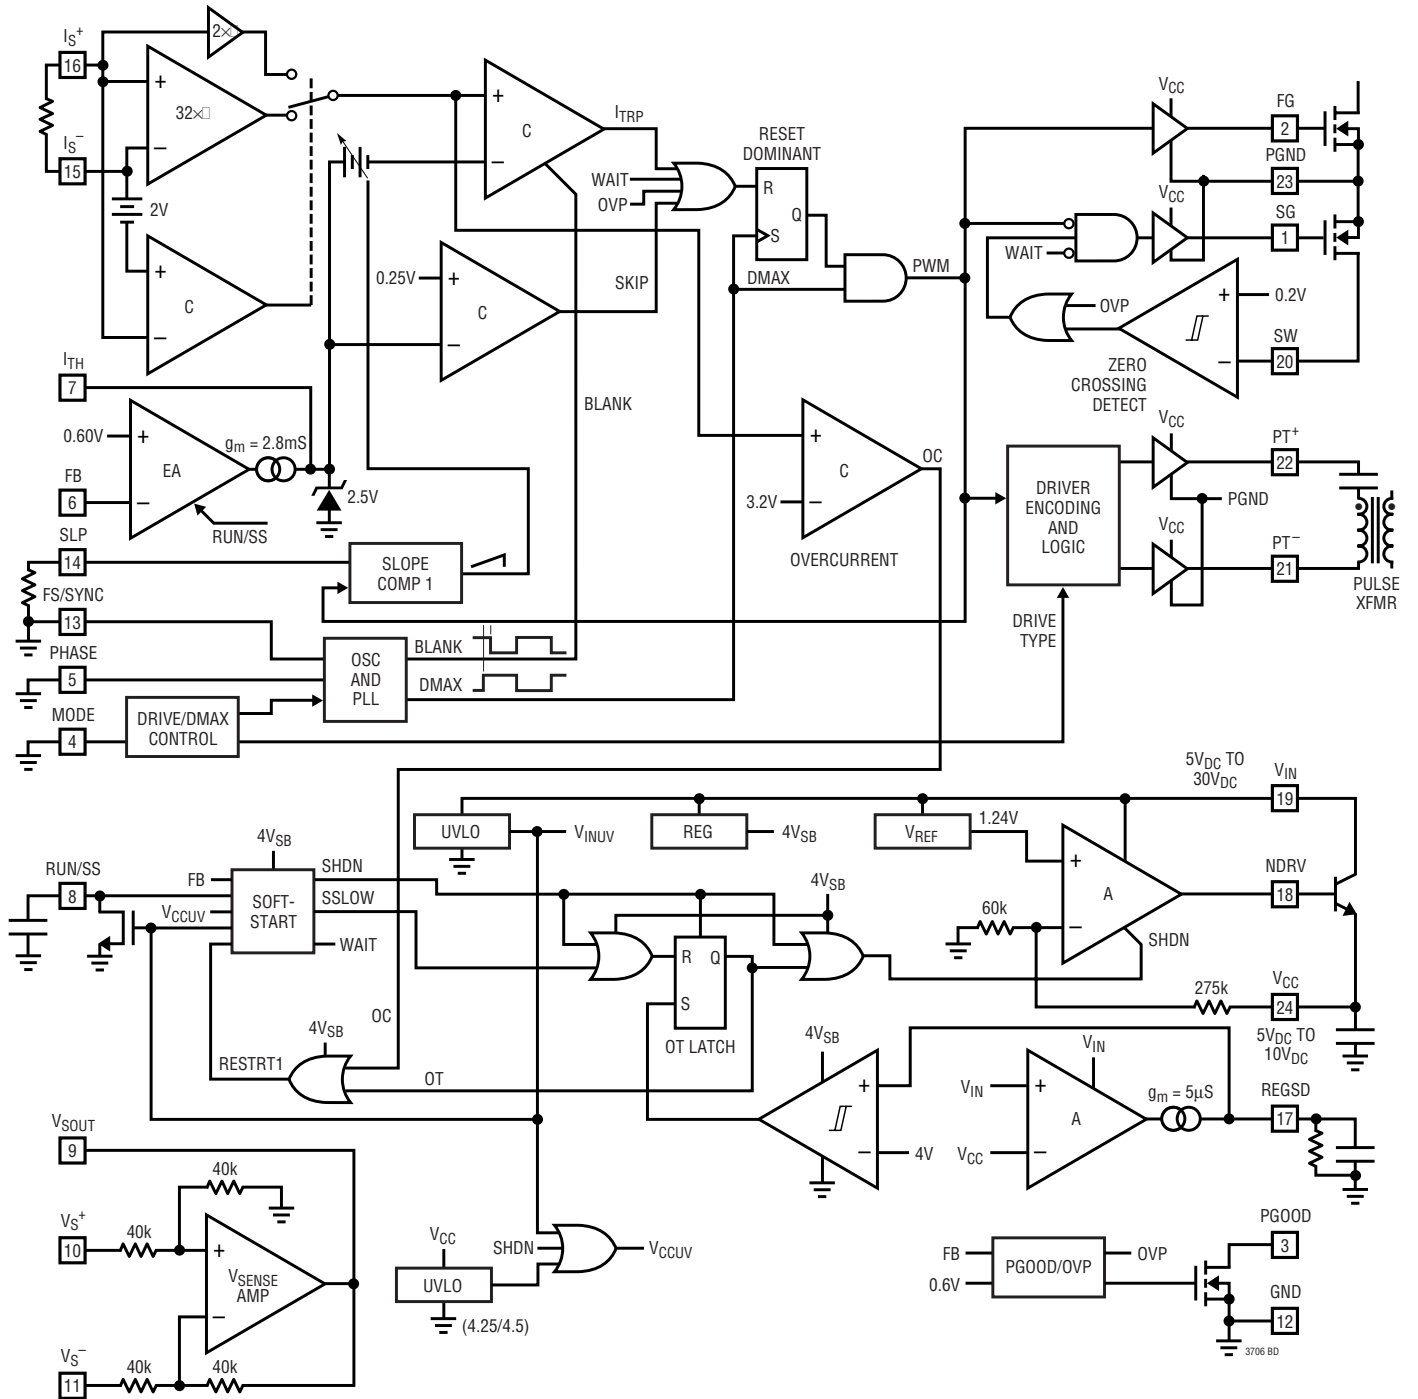 IS+
16
2×
+
32×
−
IS−
15
2V
+
C
−
ITH
7
0.60V
+
EA
−
gm = 2.8mS
FB
6
2.5V
RUN/SS
SLP
14
SLOPE
COMP 1
FS/SYNC
13
PHASE
5
OSC
AND
PLL
BLANK
DMAX
MODE
4
DRIVE/DMAX
CONTROL
+
C
−
ITRP
WAIT
OVP
RESET
DOMINANT
R
Q
S
0.25V
+
C
−
SKIP
DMAX
PWM
BLANK
+
C
3.2V
−
OC
OVERCURRENT
VCC
FG
2
PGND
23
VCC
SG
1
WAIT
OVP
+
0.2V
−
SW
20
ZERO
CROSSING
DETECT
VCC
PT+
22
DRIVER
ENCODING
AND
LOGIC
PGND
VCC
PT−
21
PULSE
XFMR
DRIVE
TYPE
5VDC TO
30VDC
VIN
19
UVLO
VINUV
REG
4VSB
VREF
1.24V
+
A
−
NDRV
18
4VSB
RUN/SS
8
FB
SHDN
SSLOW
VCCUV
SOFT-
START
WAIT
4VSB
60k
SHDN
R
Q
S
OT LATCH
275k
VCC
24
5VDC TO
10VDC
OC
4VSB
RESTRT1
OT
4VSB
+
−
4V
VIN
VIN
+
A
VCC
−
gm = 5µS
REGSD
17
VSOUT
9
40k
VS+
10
40k
+
VSENSE
AMP
−
VS−
11
40k
40k
VCC
SHDN
VCCUV
UVLO
(4.25/4.5)
FB
0.6V
PGOOD/OVP
OVP
PGOOD
3
GND
12
3706 BD